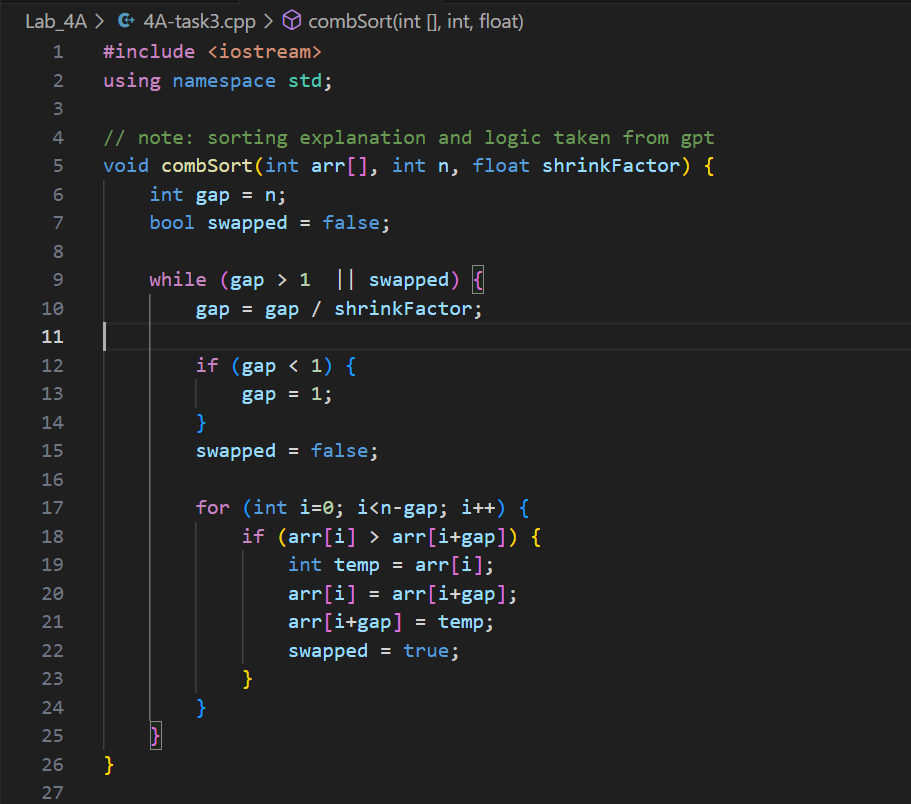 Lab_4A > 4A-task3.cpp > combSort(int [], int, float)
1 #include <iostream>
2 using namespace std;
3
4 // note: sorting explanation and logic taken from gpt
5 void combSort(int arr[], int n, float shrinkFactor) {
6     int gap = n;
7     bool swapped = false;
8
9     while (gap > 1  || swapped) {
10         gap = gap / shrinkFactor;
11
12         if (gap < 1) {
13             gap = 1;
14         }
15         swapped = false;
16
17         for (int i=0; i<n-gap; i++) {
18             if (arr[i] > arr[i+gap]) {
19                 int temp = arr[i];
20                 arr[i] = arr[i+gap];
21                 arr[i+gap] = temp;
22                 swapped = true;
23             }
24         }
25     }
26 }
27